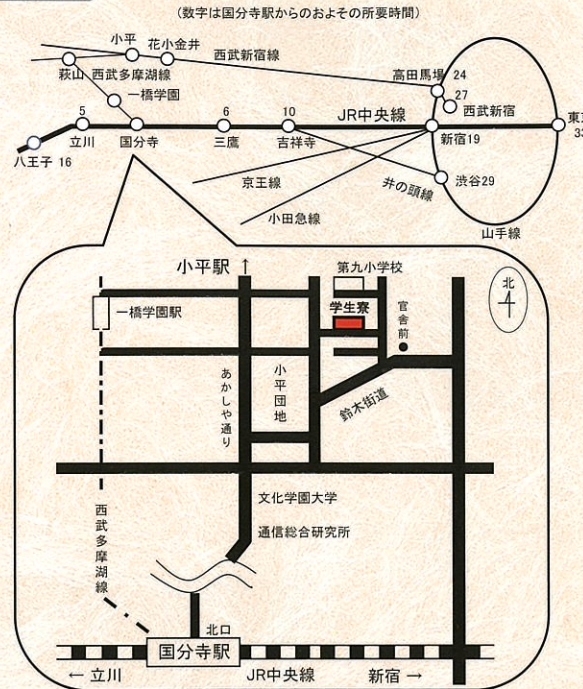 (数字は国分寺駅からのおよその所要時間)
小平
花小金井
西武新宿線
萩山
西武多摩湖線
高田馬場 24
27
西武新宿
一橋学園
JR中央線
5
立川
国分寺
6
三鷹
10
吉祥寺
新宿19
東京
33
八王子 16
京王線
井の頭線
渋谷29
小田急線
山手線
小平駅 ↑
第九小学校
北
一橋学園駅
学生寮
官舎前
あかしや通り
小平団地
鈴木街道
文化学園大学
通信総合研究所
西武多摩湖線
北口
国分寺駅
← 立川
JR中央線
新宿 →